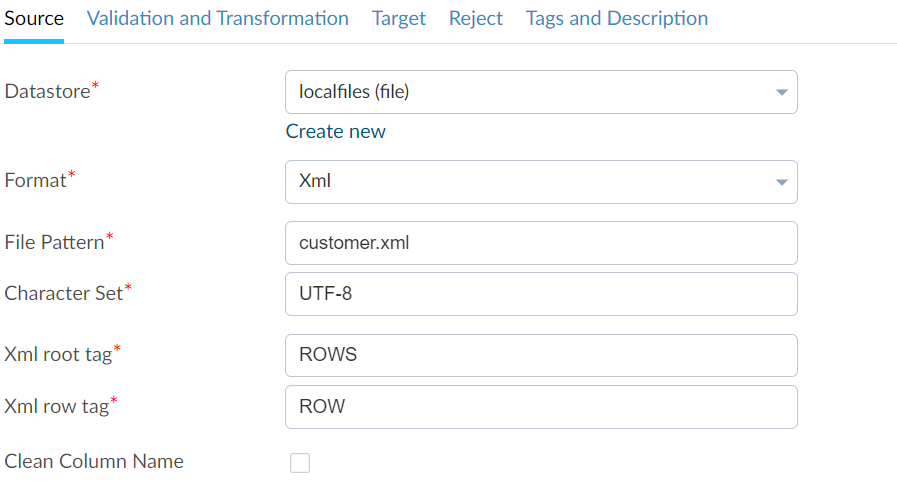 Source Validation and Transformation Target Reject Tags and Description
Datastore* localfiles (file)
Create new
Format* Xml
File Pattern* customer.xml
Character Set* UTF-8
Xml root tag* ROWS
Xml row tag* ROW
Clean Column Name